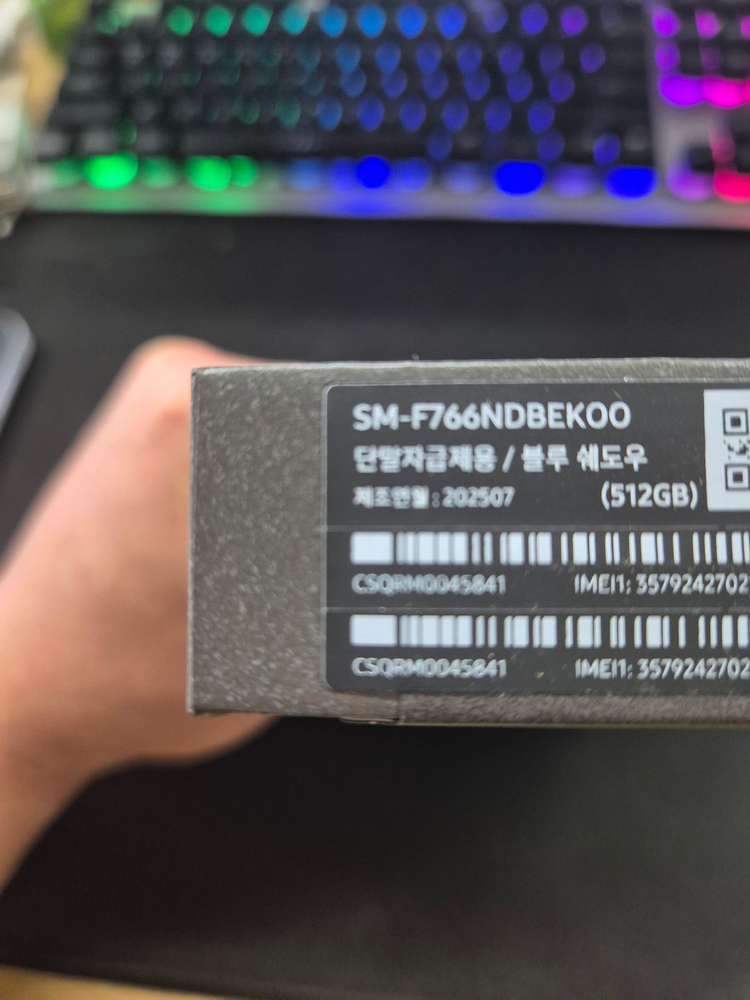 SM-F766NDBEKOO
단말자급제용 / 블루 쉐도우
제조연월 : 202507
(512GB)
CSQRM0045841
IMEI1: 3579242702
CSQRM0045841
IMEI1: 3579242702